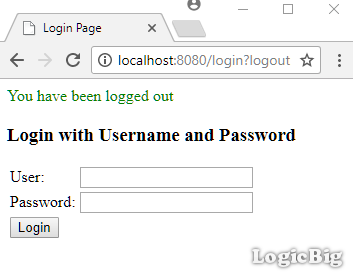 Login Page
localhost:8080/login?logout
You have been logged out
Login with Username and Password
User:
Password:
Login
LogicBig